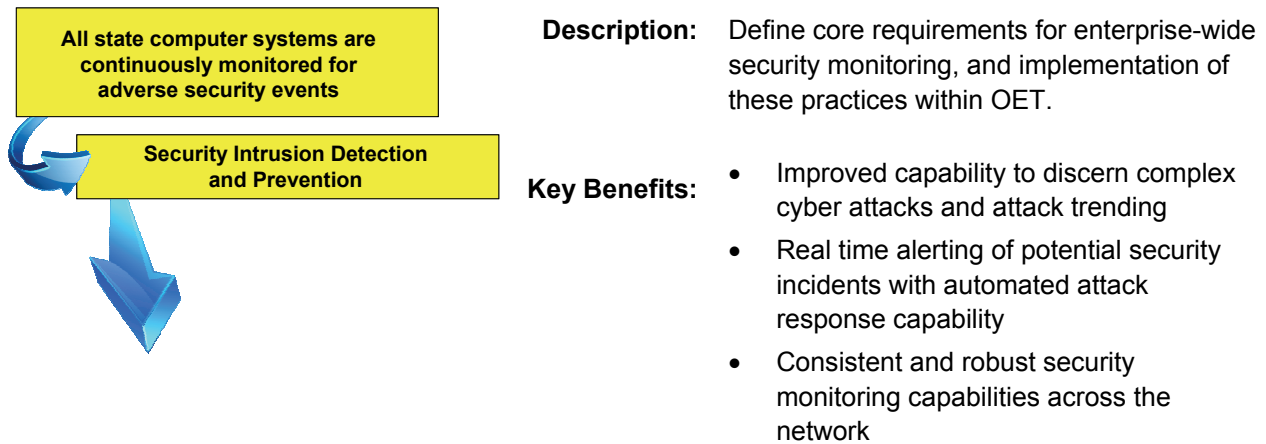 All state computer systems are
continuously monitored for
adverse security events
Security Intrusion Detection
and Prevention
Description:
Define core requirements for enterprise-wide
security monitoring, and implementation of
these practices within OET.
Key Benefits:
• Improved capability to discern complex
cyber attacks and attack trending
• Real time alerting of potential security
incidents with automated attack
response capability
• Consistent and robust security
monitoring capabilities across the
network